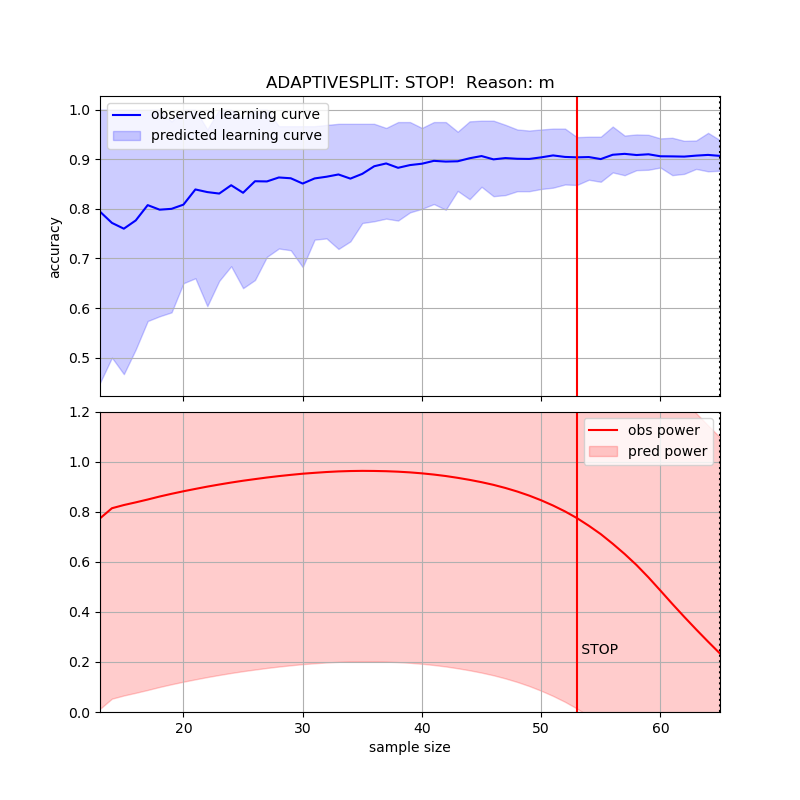 ADAPTIVESPLIT: STOP!  Reason: m
observed learning curve
predicted learning curve
1.0
0.9
0.8
0.7
0.6
0.5
accuracy
obs power
pred power
1.2
1.0
0.8
0.6
0.4
0.2
0.0
STOP
20 30 40 50 60
sample size